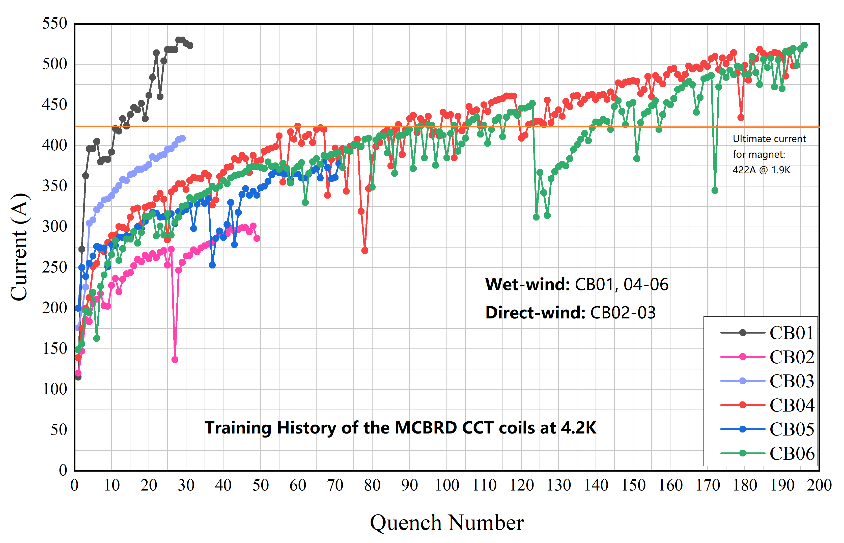 Current (A)
550
500
450
400
350
300
250
200
150
100
50
0
Ultimate current
for magnet:
422A @ 1.9K
Wet-wind: CB01, 04-06
Direct-wind: CB02-03
CB01
CB02
CB03
CB04
CB05
CB06
Training History of the MCBRD CCT coils at 4.2K
0 10 20 30 40 50 60 70 80 90 100 110 120 130 140 150 160 170 180 190 200
Quench Number